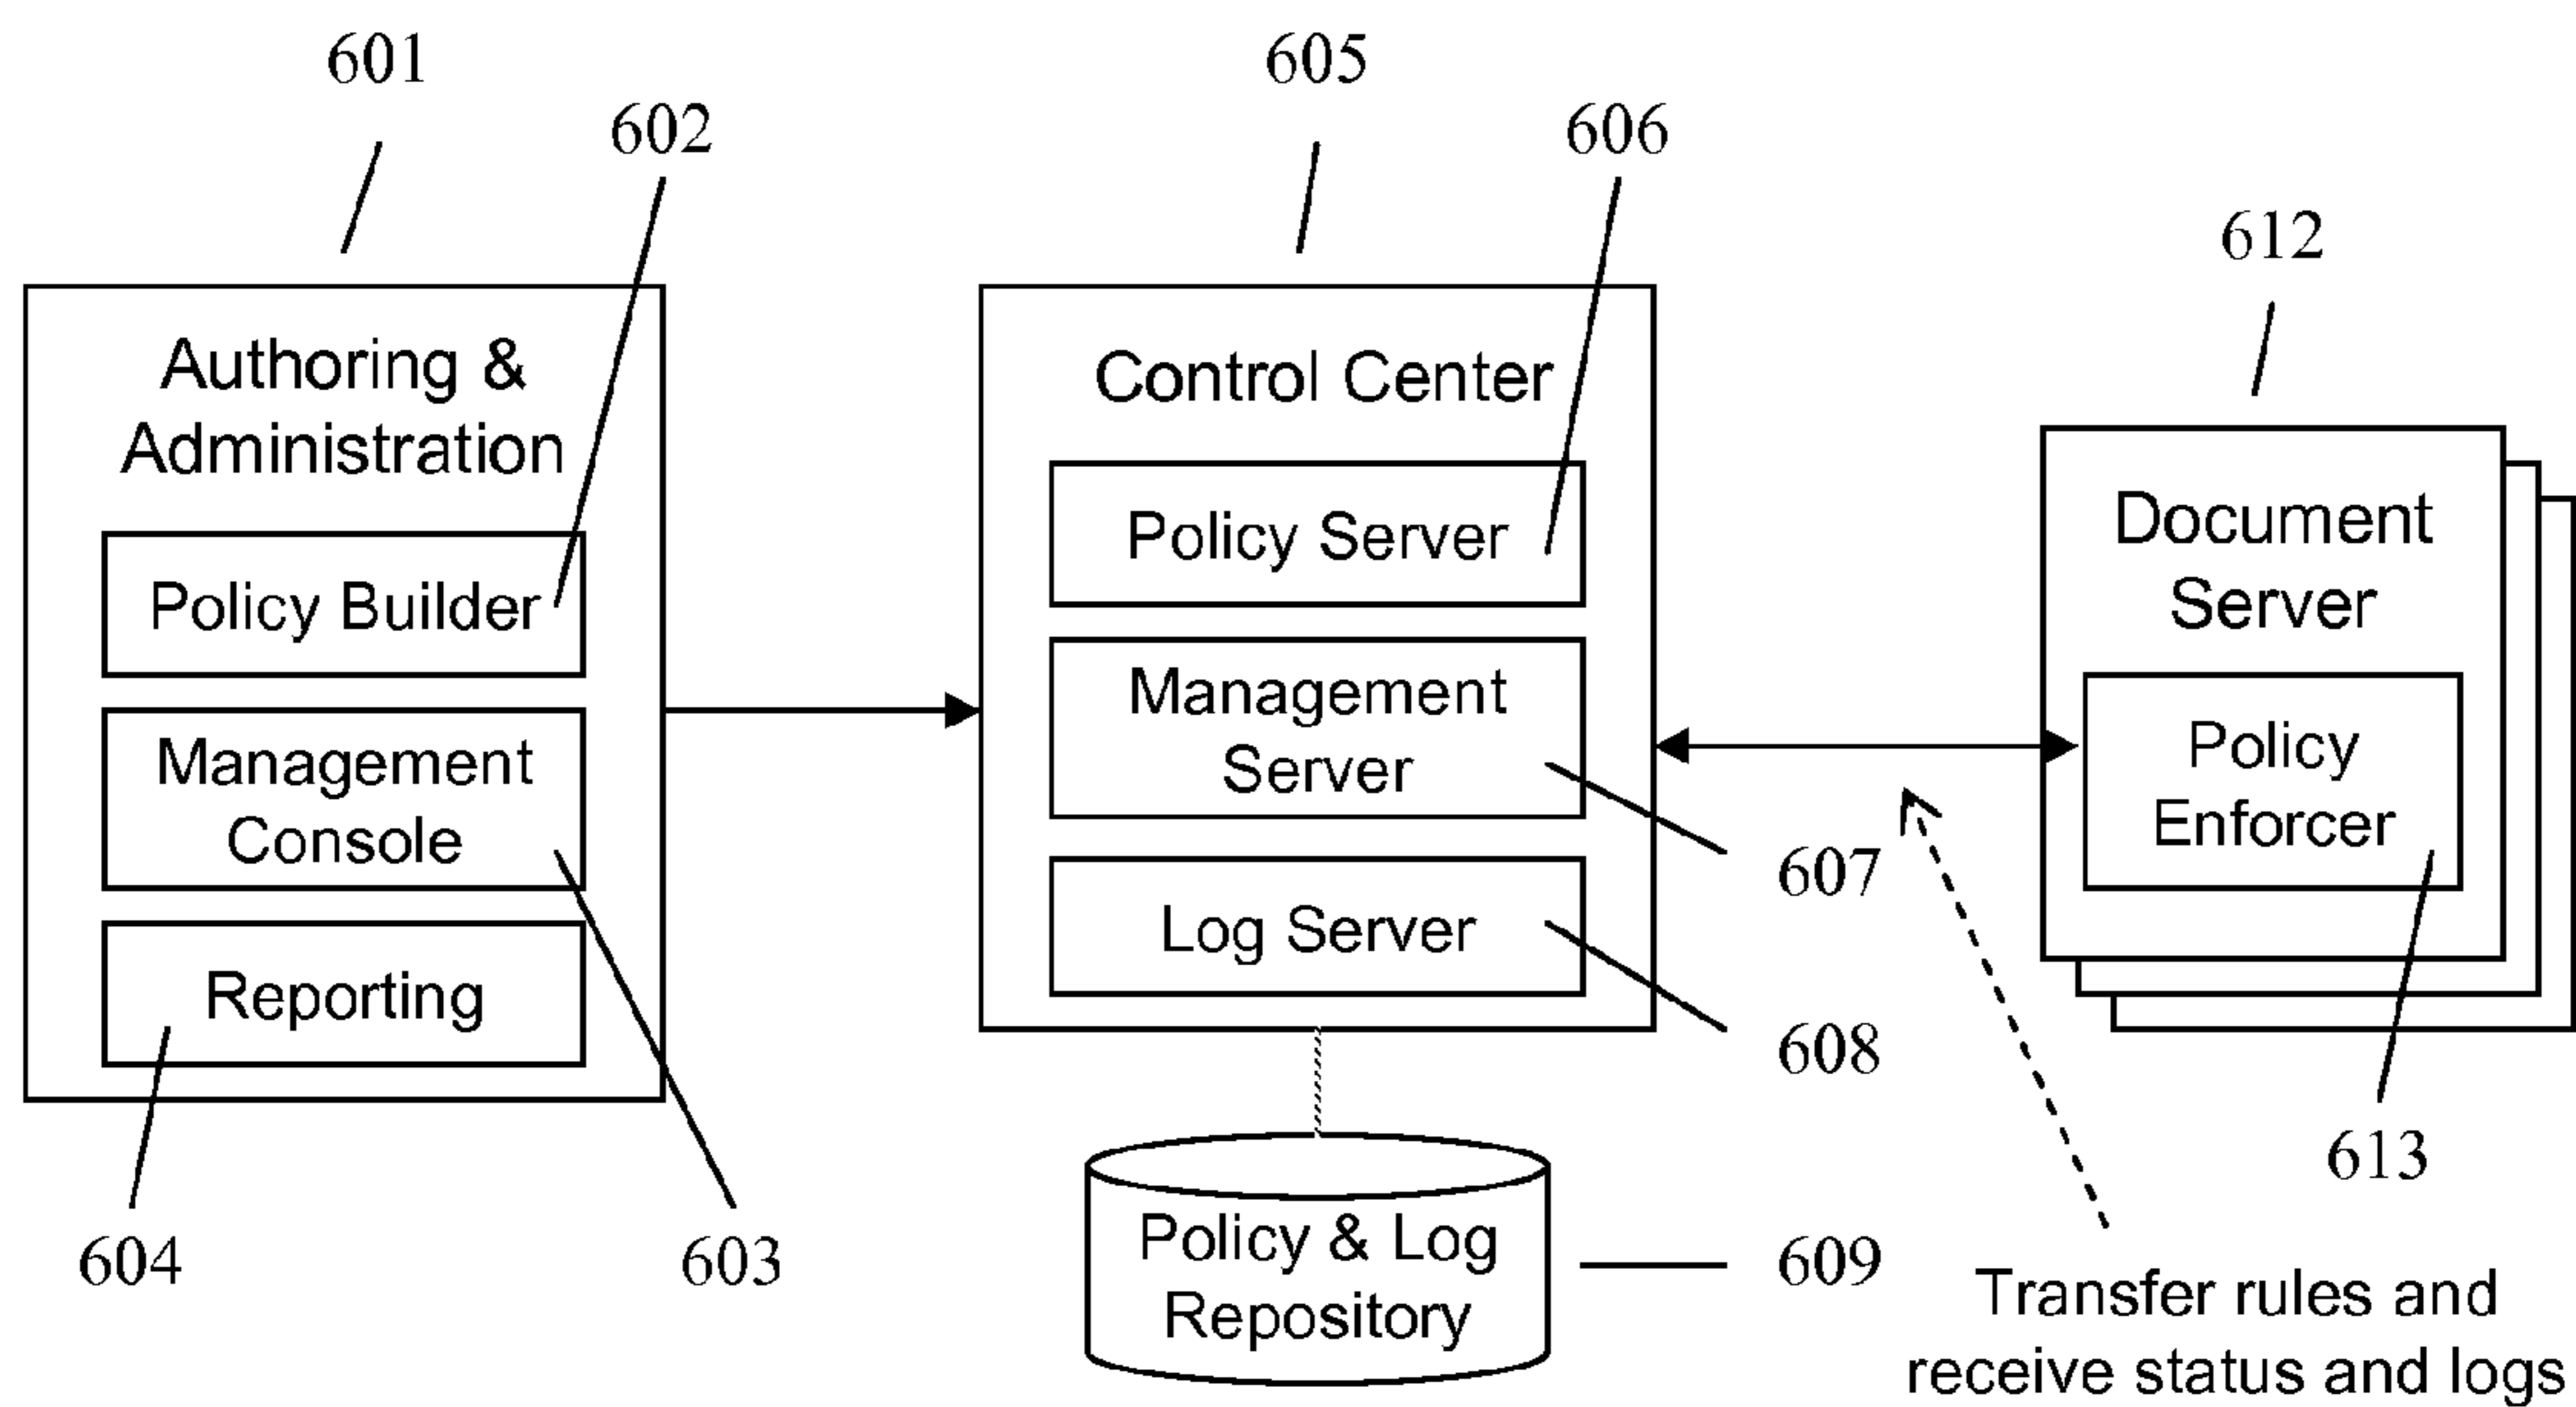 601
602
605
606
612
Authoring &
Administration
Policy Builder
Management
Console
Reporting
604
603
Control Center
Policy Server
Management
Server
Log Server
607
608
Policy & Log
Repository
609
Document
Server
Policy
Enforcer
613
Transfer rules and
receive status and logs